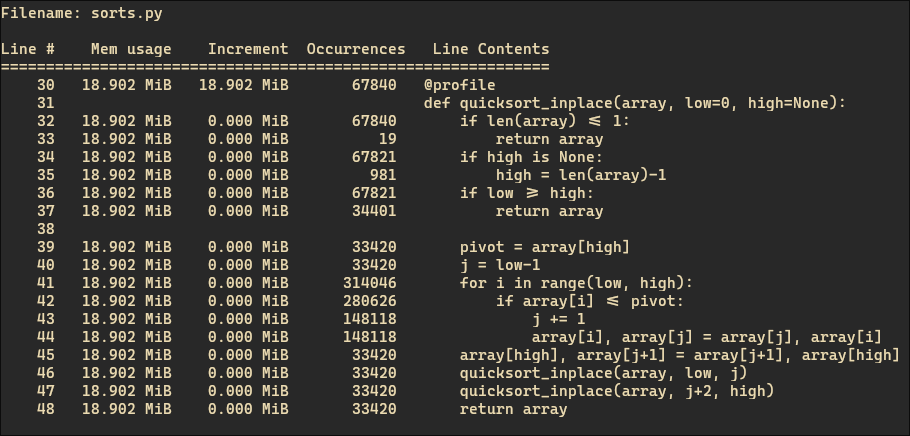 Filename: sorts.py
Line #    Mem usage    Increment  Occurrences   Line Contents
=============================================================
    30   18.902 MiB   18.902 MiB       67840   @profile
    31                                         def quicksort_inplace(array, low=0, high=None):
    32   18.902 MiB    0.000 MiB       67840       if len(array) <= 1:
    33   18.902 MiB    0.000 MiB          19           return array
    34   18.902 MiB    0.000 MiB       67821       if high is None:
    35   18.902 MiB    0.000 MiB         981           high = len(array)-1
    36   18.902 MiB    0.000 MiB       67821       if low >= high:
    37   18.902 MiB    0.000 MiB       34401           return array
    38
    39   18.902 MiB    0.000 MiB       33420       pivot = array[high]
    40   18.902 MiB    0.000 MiB       33420       j = low-1
    41   18.902 MiB    0.000 MiB      314046       for i in range(low, high):
    42   18.902 MiB    0.000 MiB      280626           if array[i] <= pivot:
    43   18.902 MiB    0.000 MiB      148118               j += 1
    44   18.902 MiB    0.000 MiB      148118               array[i], array[j] = array[j], array[i]
    45   18.902 MiB    0.000 MiB       33420       array[high], array[j+1] = array[j+1], array[high]
    46   18.902 MiB    0.000 MiB       33420       quicksort_inplace(array, low, j)
    47   18.902 MiB    0.000 MiB       33420       quicksort_inplace(array, j+2, high)
    48   18.902 MiB    0.000 MiB       33420       return array